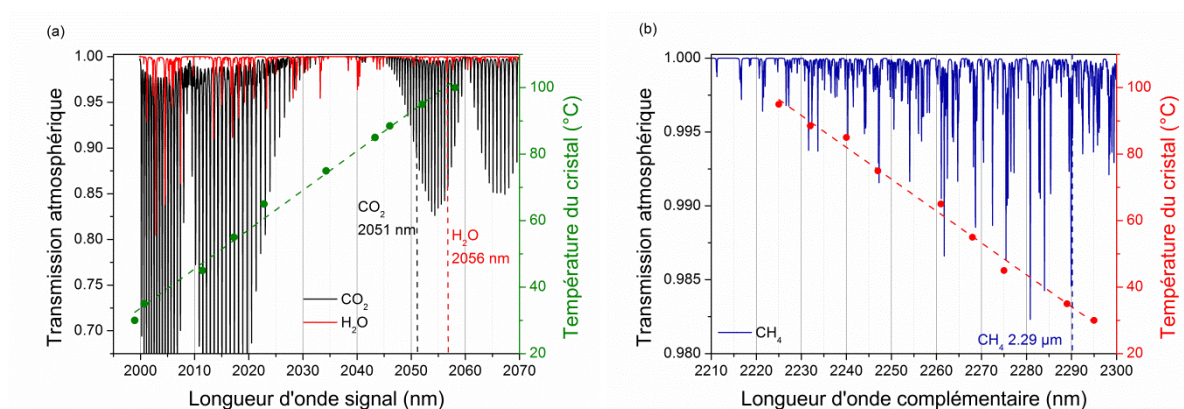 (a)
1.00
0.95
0.90
0.85
0.80
0.75
0.70
Transmission atmosphérique
2000 2010 2020 2030 2040 2050 2060 2070
Longueur d'onde signal (nm)
100
80
60
40
20
Température du cristal (°C)
CO₂
2051 nm
H₂O
2056 nm
CO₂
H₂O
(b)
1.000
0.995
0.990
0.985
0.980
Transmission atmosphérique
2210 2220 2230 2240 2250 2260 2270 2280 2290 2300
Longueur d'onde complémentaire (nm)
100
80
60
40
20
Température du cristal (°C)
CH₄
CH₄ 2.29 µm